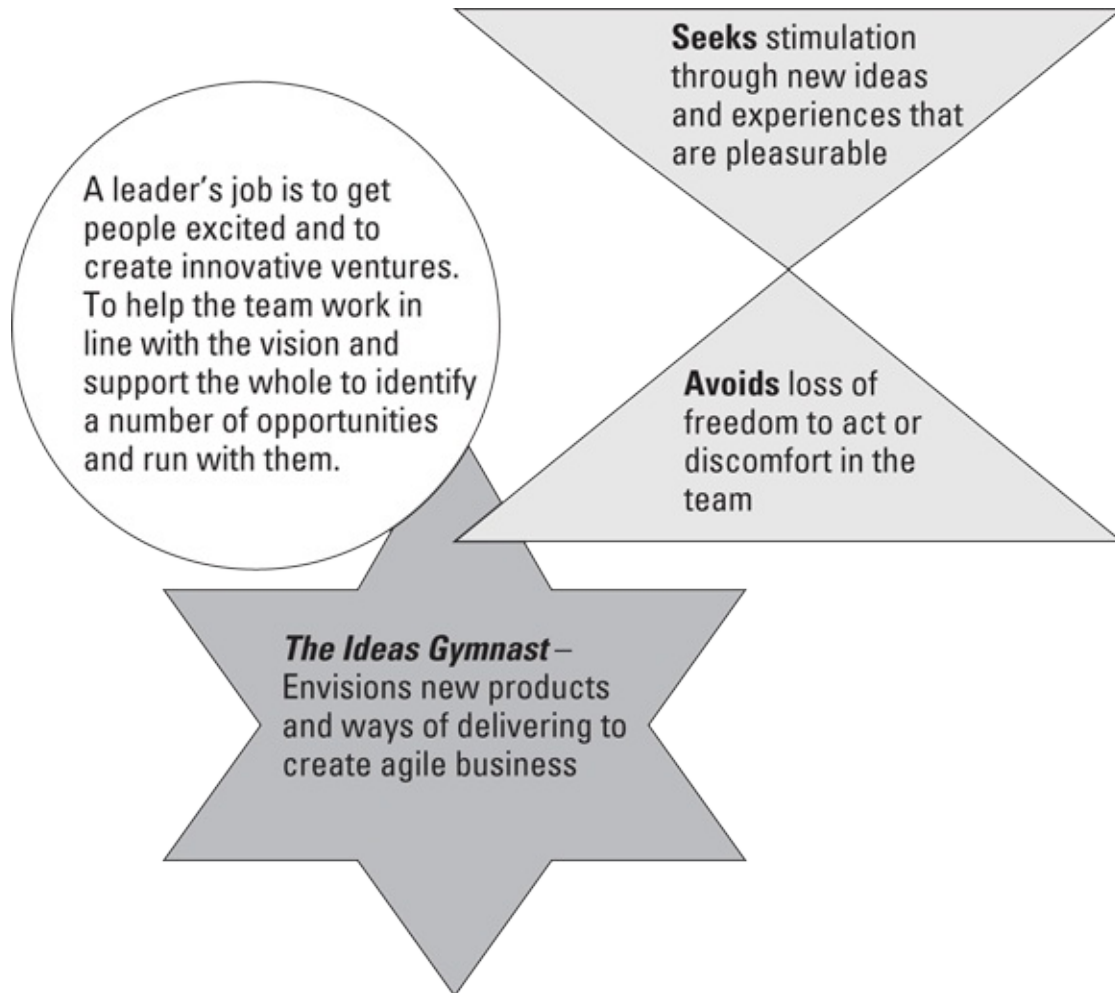 Seeks stimulation
through new ideas
and experiences that
are pleasurable
A leader's job is to get
people excited and to
create innovative ventures.
To help the team work in
line with the vision and
support the whole to identify
a number of opportunities
and run with them.
Avoids loss of
freedom to act or
discomfort in the
team
The Ideas Gymnast –
Envisions new products
and ways of delivering to
create agile business